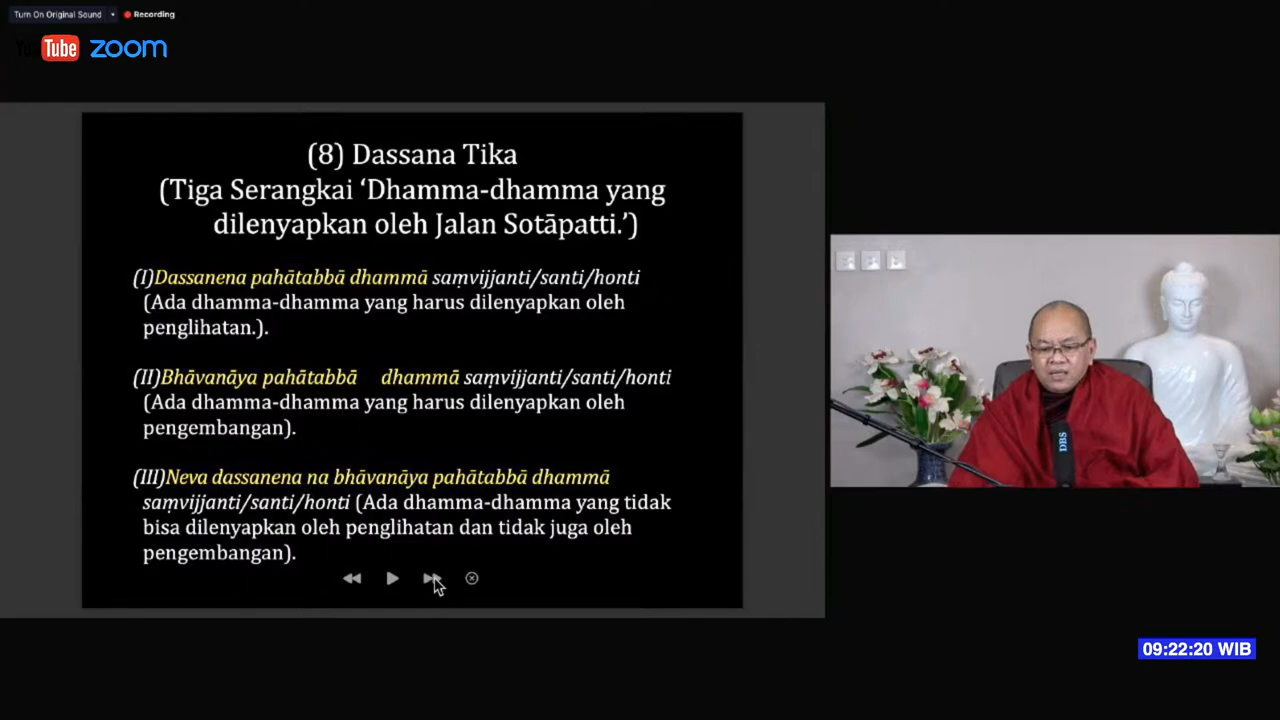 Turn On Original Sound
Recording
YouTube zoom
(8) Dassana Tika
(Tiga Serangkai ‘Dhamma-dhamma yang
dilenyapkan oleh Jalan Sotāpatti.’)
(I)Dassanena pahātabbā dhammā saṃvijjanti/santi/honti
(Ada dhamma-dhamma yang harus dilenyapkan oleh
penglihatan.).
(II)Bhāvanāya pahātabbā dhammā saṃvijjanti/santi/honti
(Ada dhamma-dhamma yang harus dilenyapkan oleh
pengembangan).
(III)Neva dassanena na bhāvanāya pahātabbā dhammā
saṃvijjanti/santi/honti (Ada dhamma-dhamma yang tidak
bisa dilenyapkan oleh penglihatan dan tidak juga oleh
pengembangan).
DBS
09:22:20 WIB